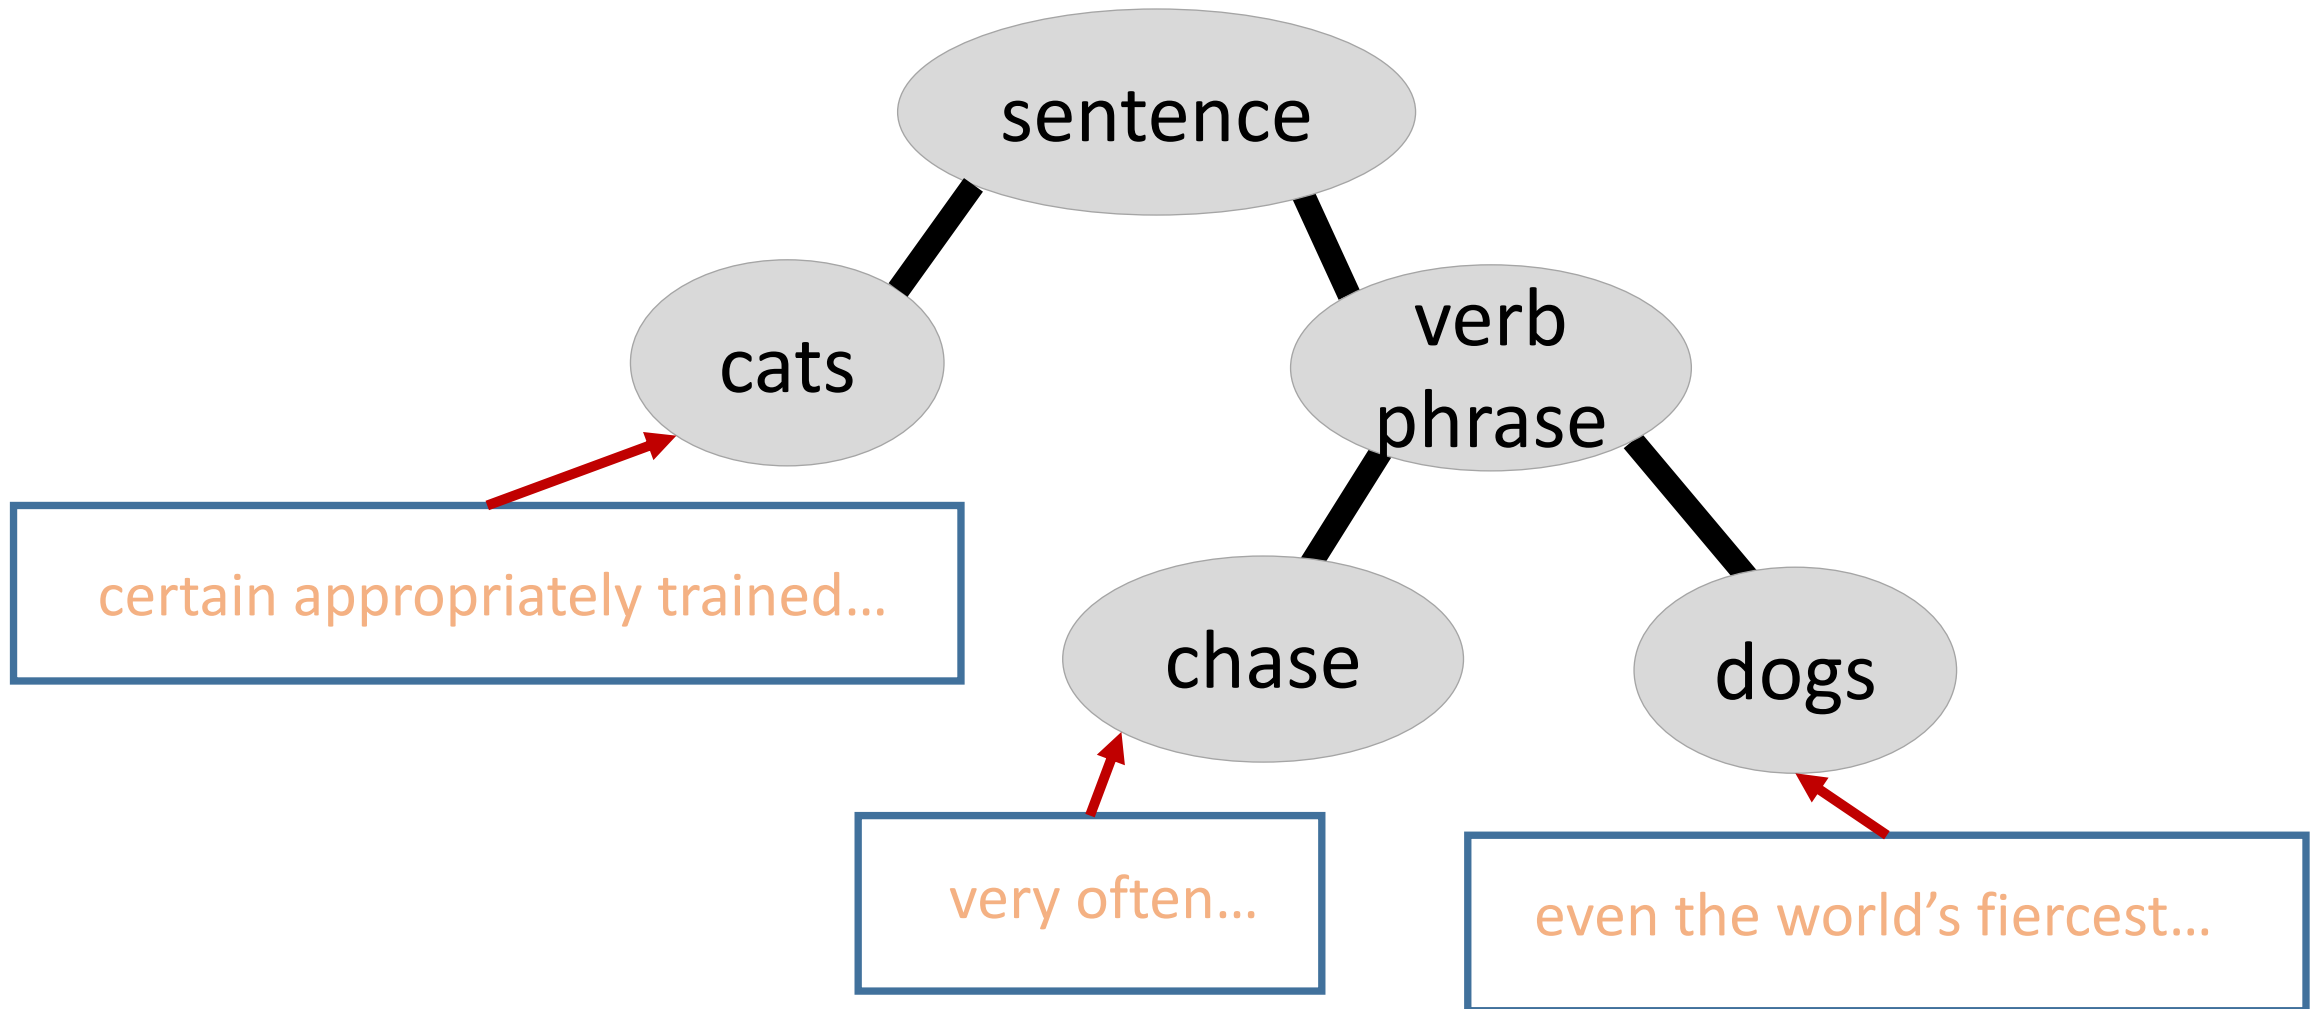 sentence
cats
verb
phrase
certain appropriately trained…
chase
dogs
very often…
even the world’s fiercest…